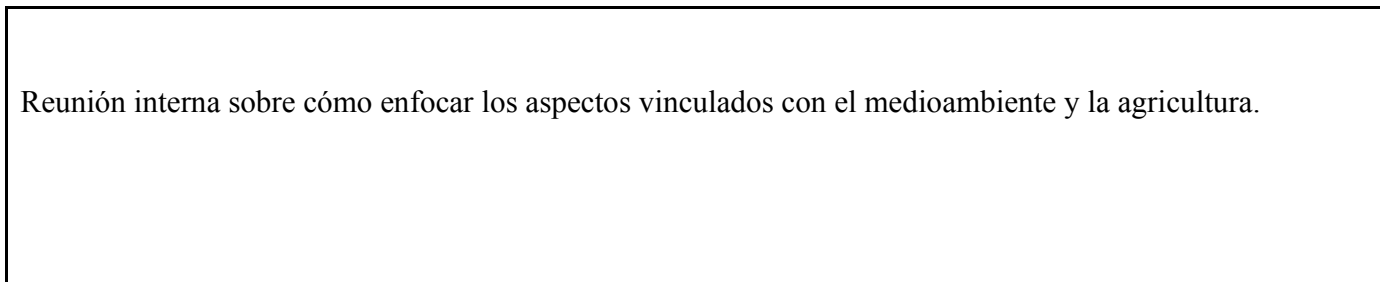 Reunión interna sobre cómo enfocar los aspectos vinculados con el medioambiente y la agricultura.